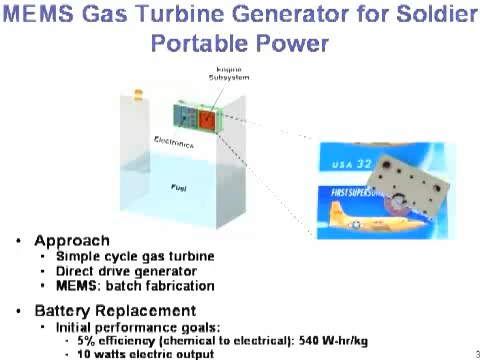 MEMS Gas Turbine Generator for Soldier
Portable Power
Engine
Subsystem
Electronics
Fuel
USA 32
FIRST SUPERSO
• Approach
• Simple cycle gas turbine
• Direct drive generator
• MEMS: batch fabrication
• Battery Replacement
• Initial performance goals:
• 5% efficiency (chemical to electrical): 540 W-hr/kg
• 10 watts electric output
3